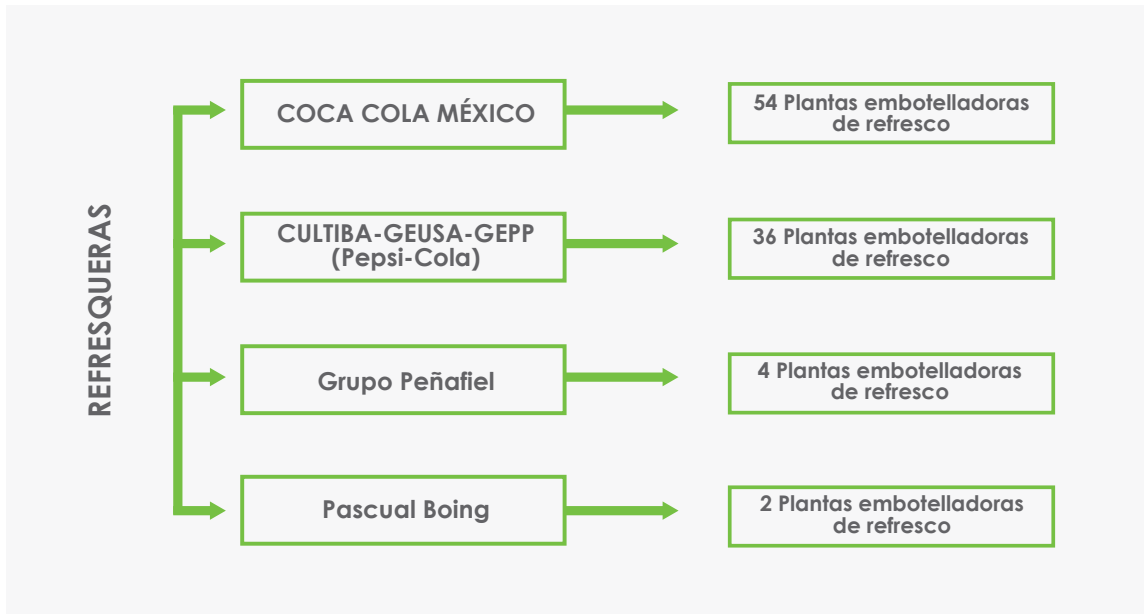 REFRESQUERAS
COCA COLA MÉXICO
54 Plantas embotelladoras
de refresco
CULTIBA-GEUSA-GEPP
(Pepsi-Cola)
36 Plantas embotelladoras
de refresco
Grupo Peñafiel
4 Plantas embotelladoras
de refresco
Pascual Boing
2 Plantas embotelladoras
de refresco